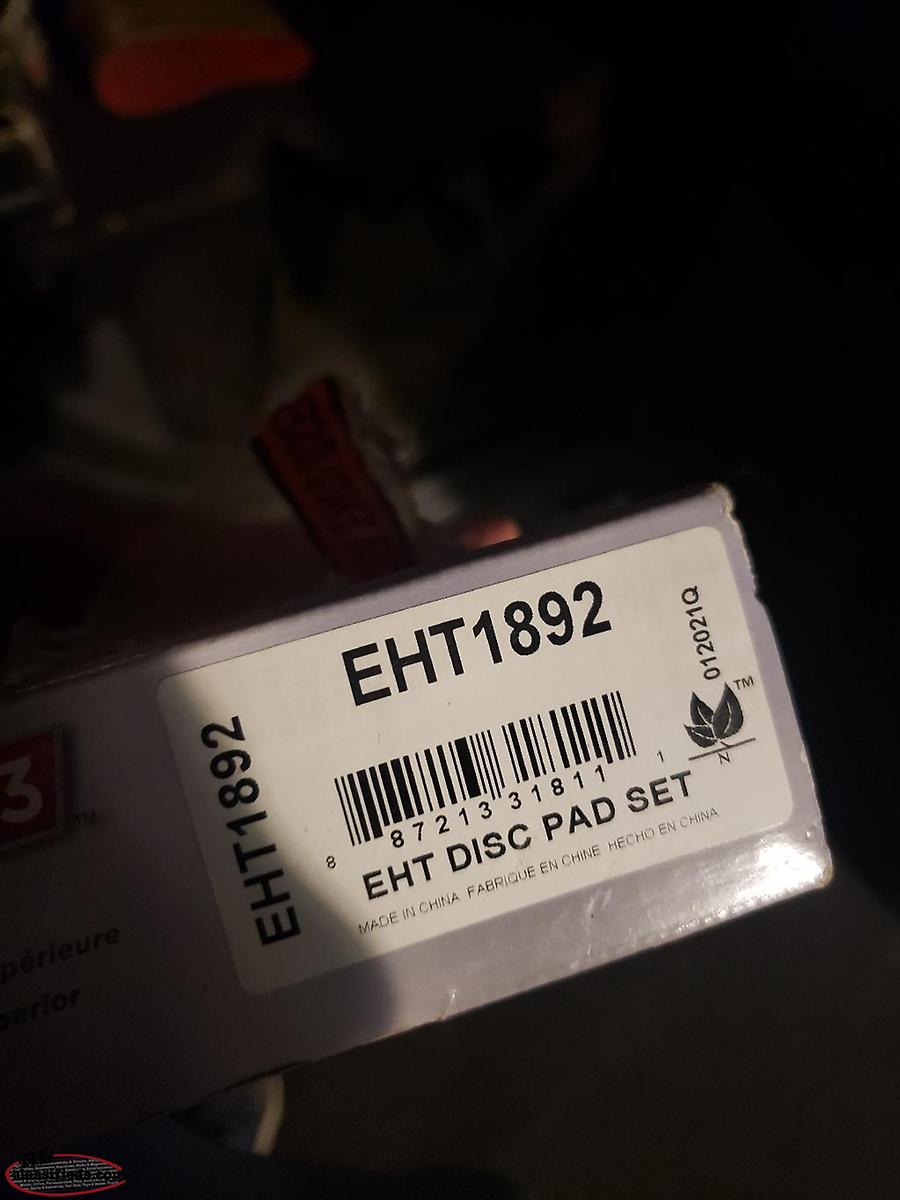 EHT1892
012021Q
TM
N
EHT1892
8 87213 31811 1
EHT DISC PAD SET
MADE IN CHINA FABRIQUE EN CHINE HECHO EN CHINA
3
TM
périeure
perior